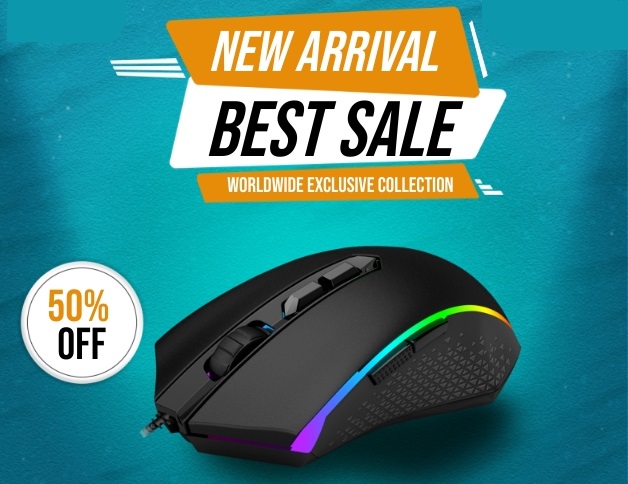 NEW ARRIVAL
BEST SALE
WORLDWIDE EXCLUSIVE COLLECTION
50%
OFF